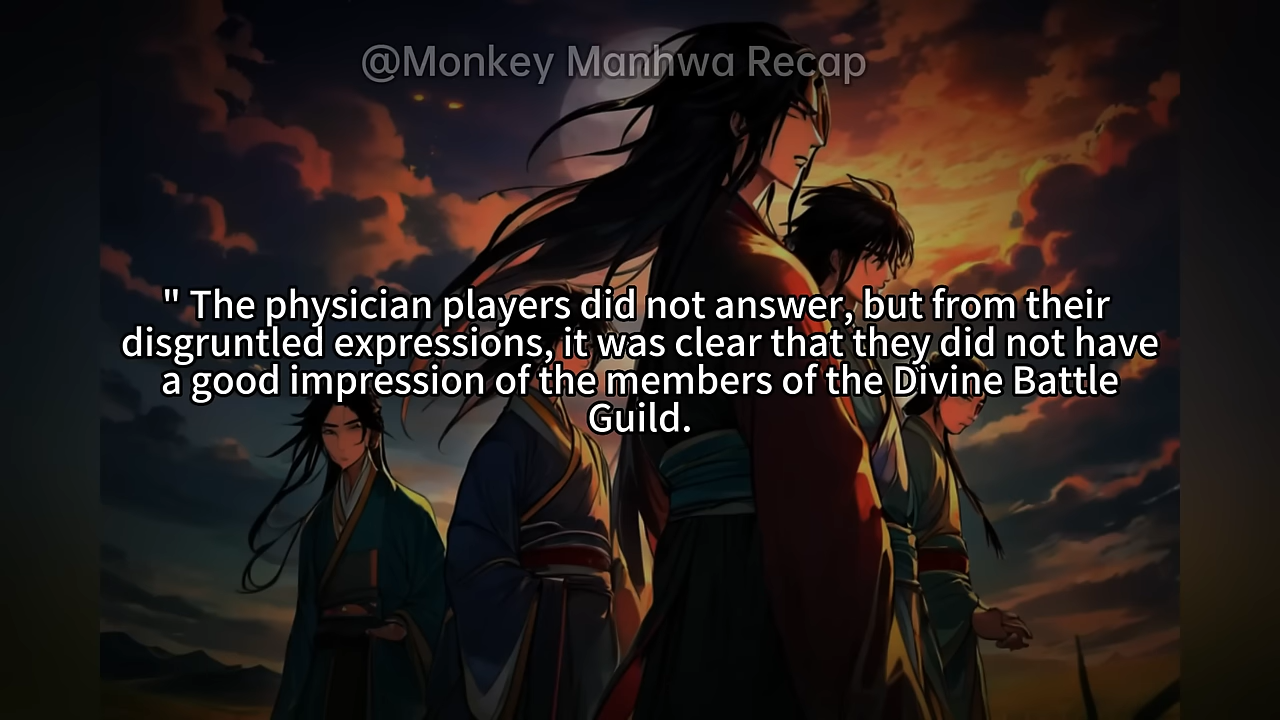 @Monkey Manhwa Recap
" The physician players did not answer, but from their
disgruntled expressions, it was clear that they did not have
a good impression of the members of the Divine Battle
Guild.